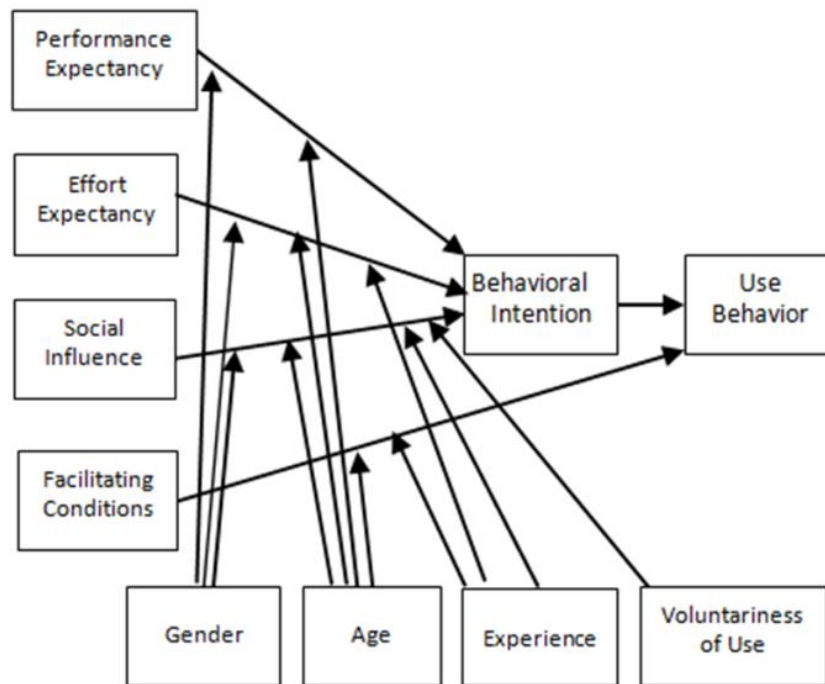 Performance
Expectancy
Effort
Expectancy
Social
Influence
Behavioral
Intention
Use
Behavior
Facilitating
Conditions
Gender
Age
Experience
Voluntariness
of Use